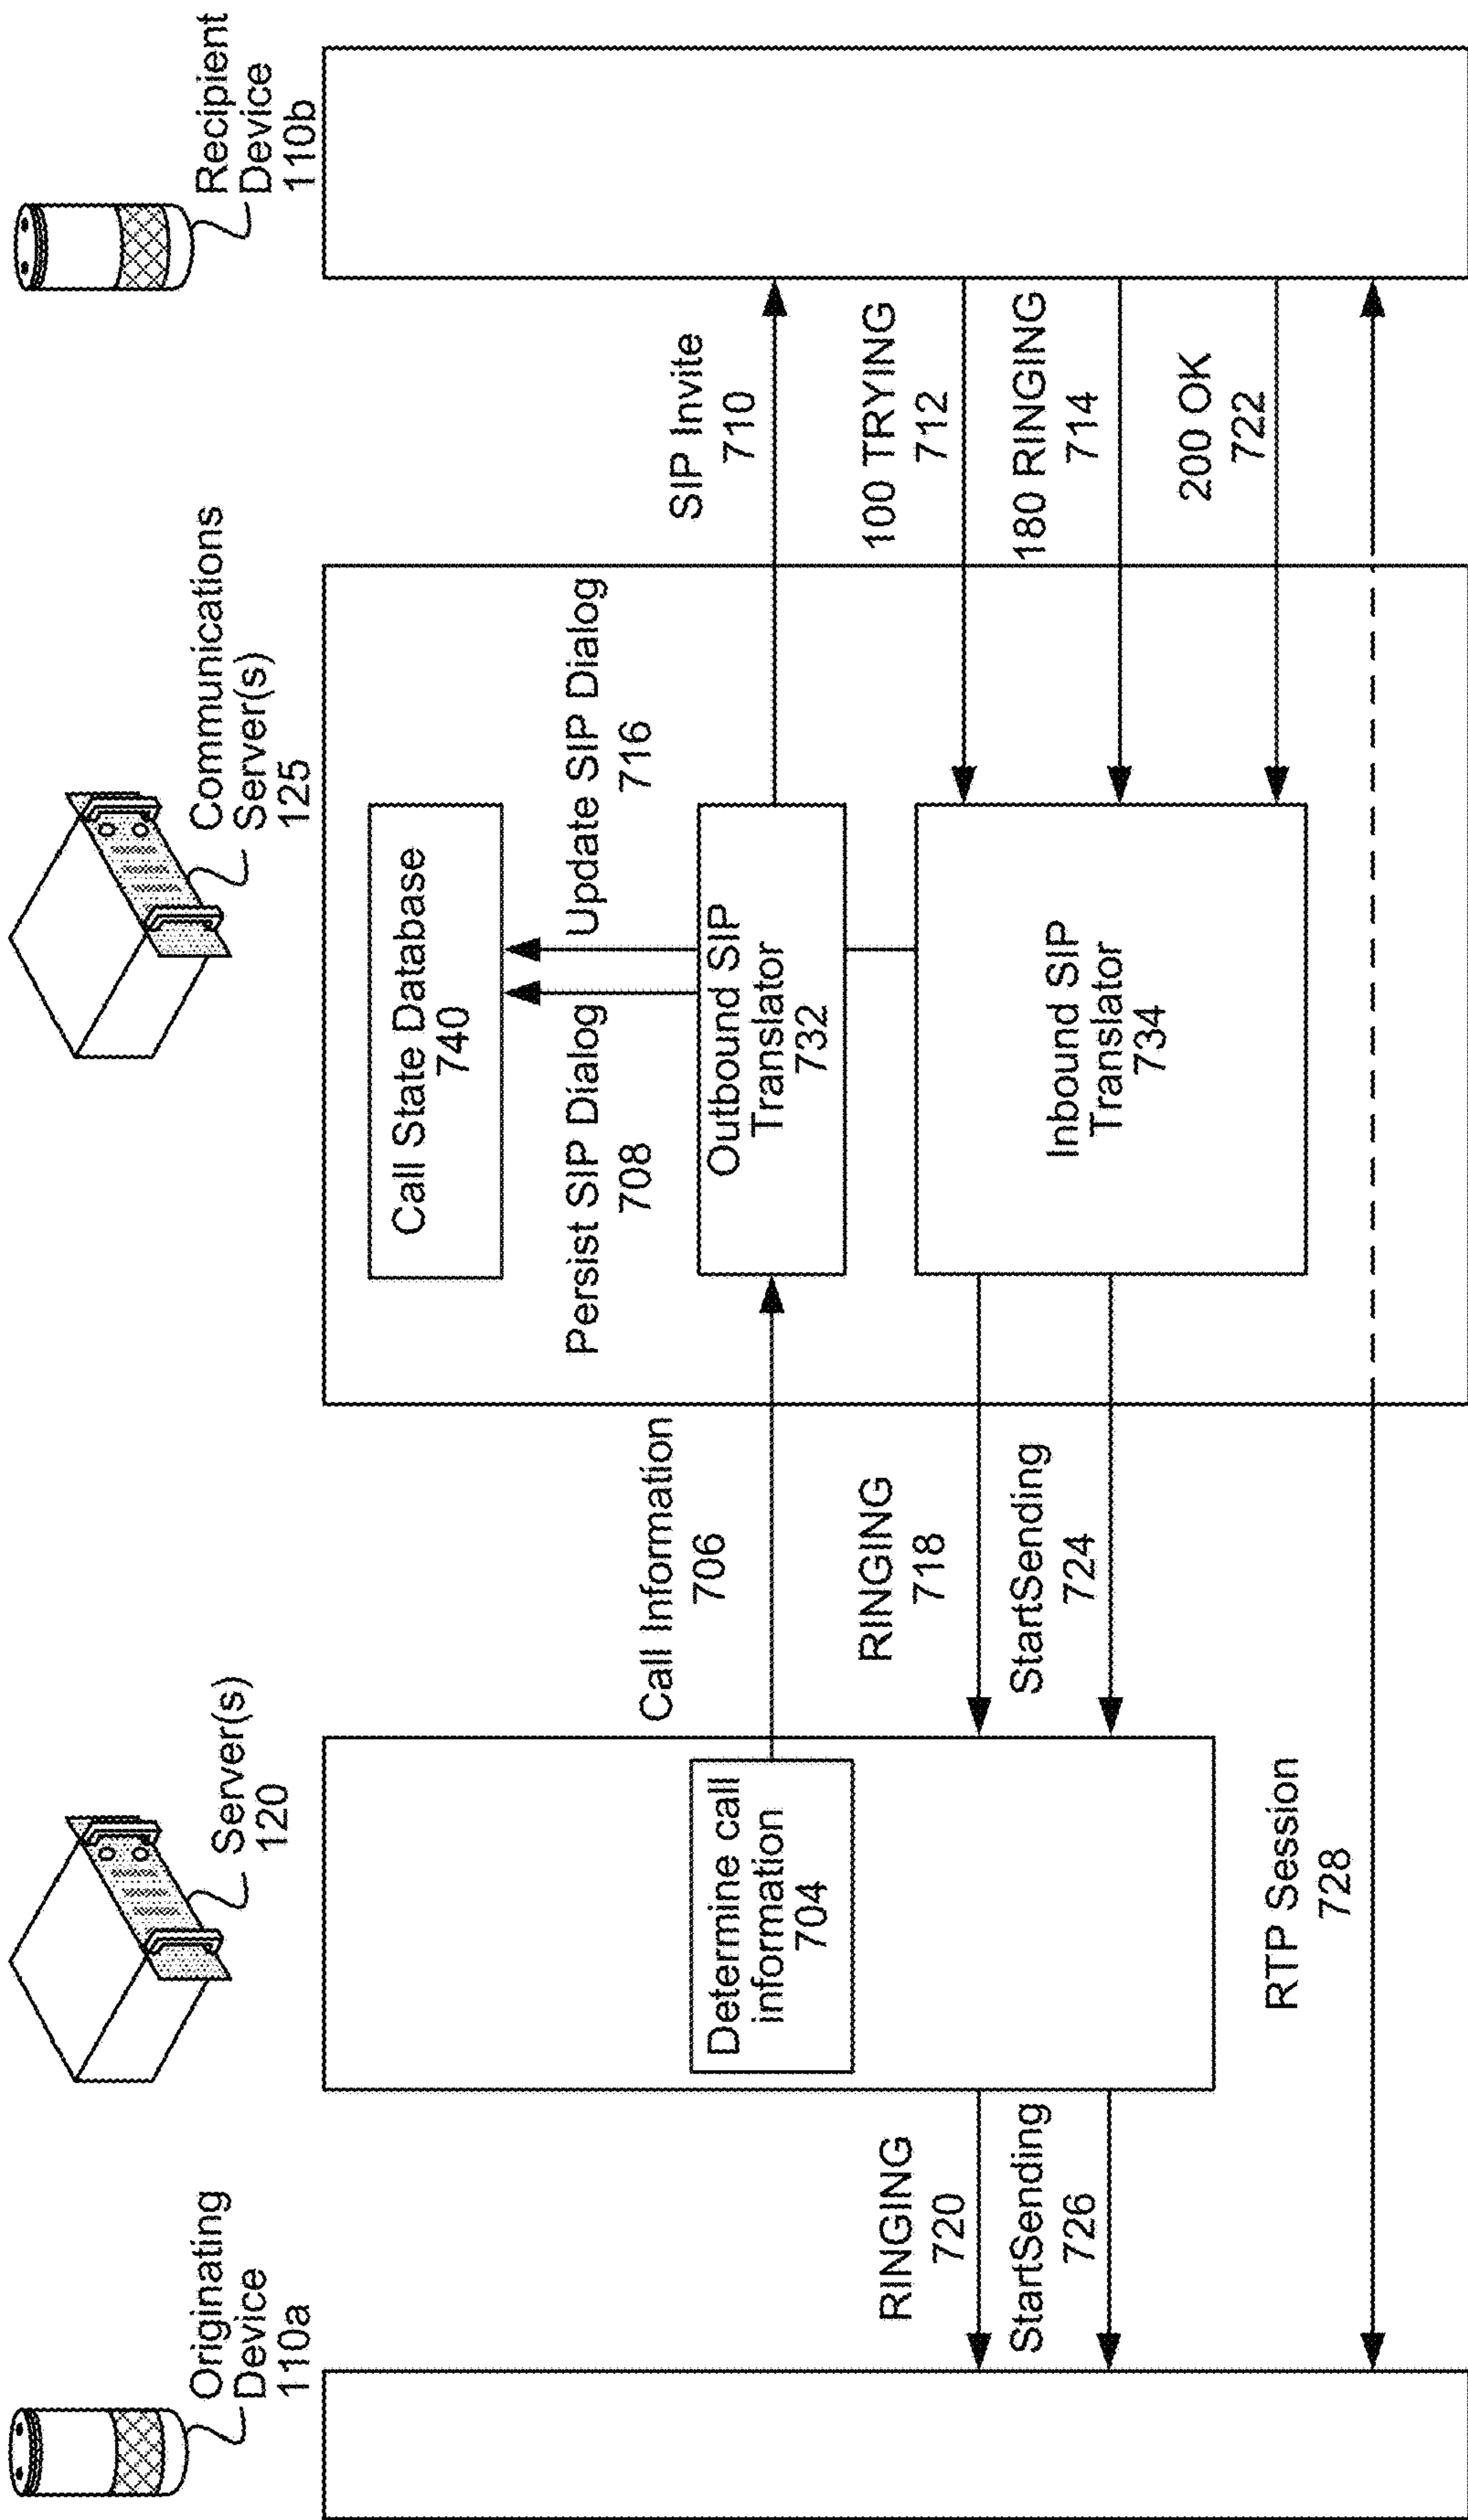 Originating
Device
110a
Server(s)
120
Communications
Server(s)
125
Recipient
Device
110b
Call State Database
740
Persist SIP Dialog
708
Update SIP Dialog
716
Call Information
706
SIP Invite
710
Determine call
information
704
Outbound SIP
Translator
732
RINGING
720
RINGING
718
100 TRYING
712
Inbound SIP
Translator
734
StartSending
726
StartSending
724
180 RINGING
714
200 OK
722
RTP Session
728